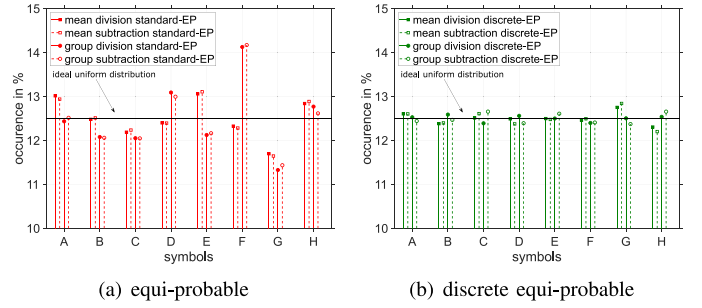 15
14
13
12
11
10
occurence in %
mean division standard-EP
mean subtraction standard-EP
group division standard-EP
group subtraction standard-EP
ideal uniform distribution
A B C D E F G H
symbols
(a) equi-probable
15
14
13
12
11
10
occurence in %
mean division discrete-EP
mean subtraction discrete-EP
group division discrete-EP
group subtraction discrete-EP
ideal uniform distribution
A B C D E F G H
symbols
(b) discrete equi-probable